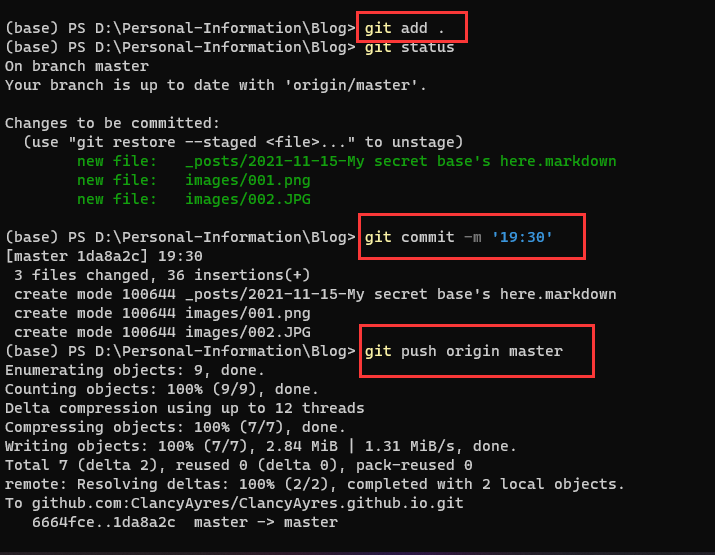 (base) PS D:\Personal-Information\Blog> git add .
(base) PS D:\Personal-Information\Blog> git status
On branch master
Your branch is up to date with 'origin/master'.
Changes to be committed:
  (use "git restore --staged <file>..." to unstage)
        new file:   _posts/2021-11-15-My secret base's here.markdown
        new file:   images/001.png
        new file:   images/002.JPG
(base) PS D:\Personal-Information\Blog> git commit -m '19:30'
[master 1da8a2c] 19:30
 3 files changed, 36 insertions(+)
 create mode 100644 _posts/2021-11-15-My secret base's here.markdown
 create mode 100644 images/001.png
 create mode 100644 images/002.JPG
(base) PS D:\Personal-Information\Blog> git push origin master
Enumerating objects: 9, done.
Counting objects: 100% (9/9), done.
Delta compression using up to 12 threads
Compressing objects: 100% (7/7), done.
Writing objects: 100% (7/7), 2.84 MiB | 1.31 MiB/s, done.
Total 7 (delta 2), reused 0 (delta 0), pack-reused 0
remote: Resolving deltas: 100% (2/2), completed with 2 local objects.
To github.com:ClancyAyres/ClancyAyres.github.io.git
   6664fce..1da8a2c  master -> master